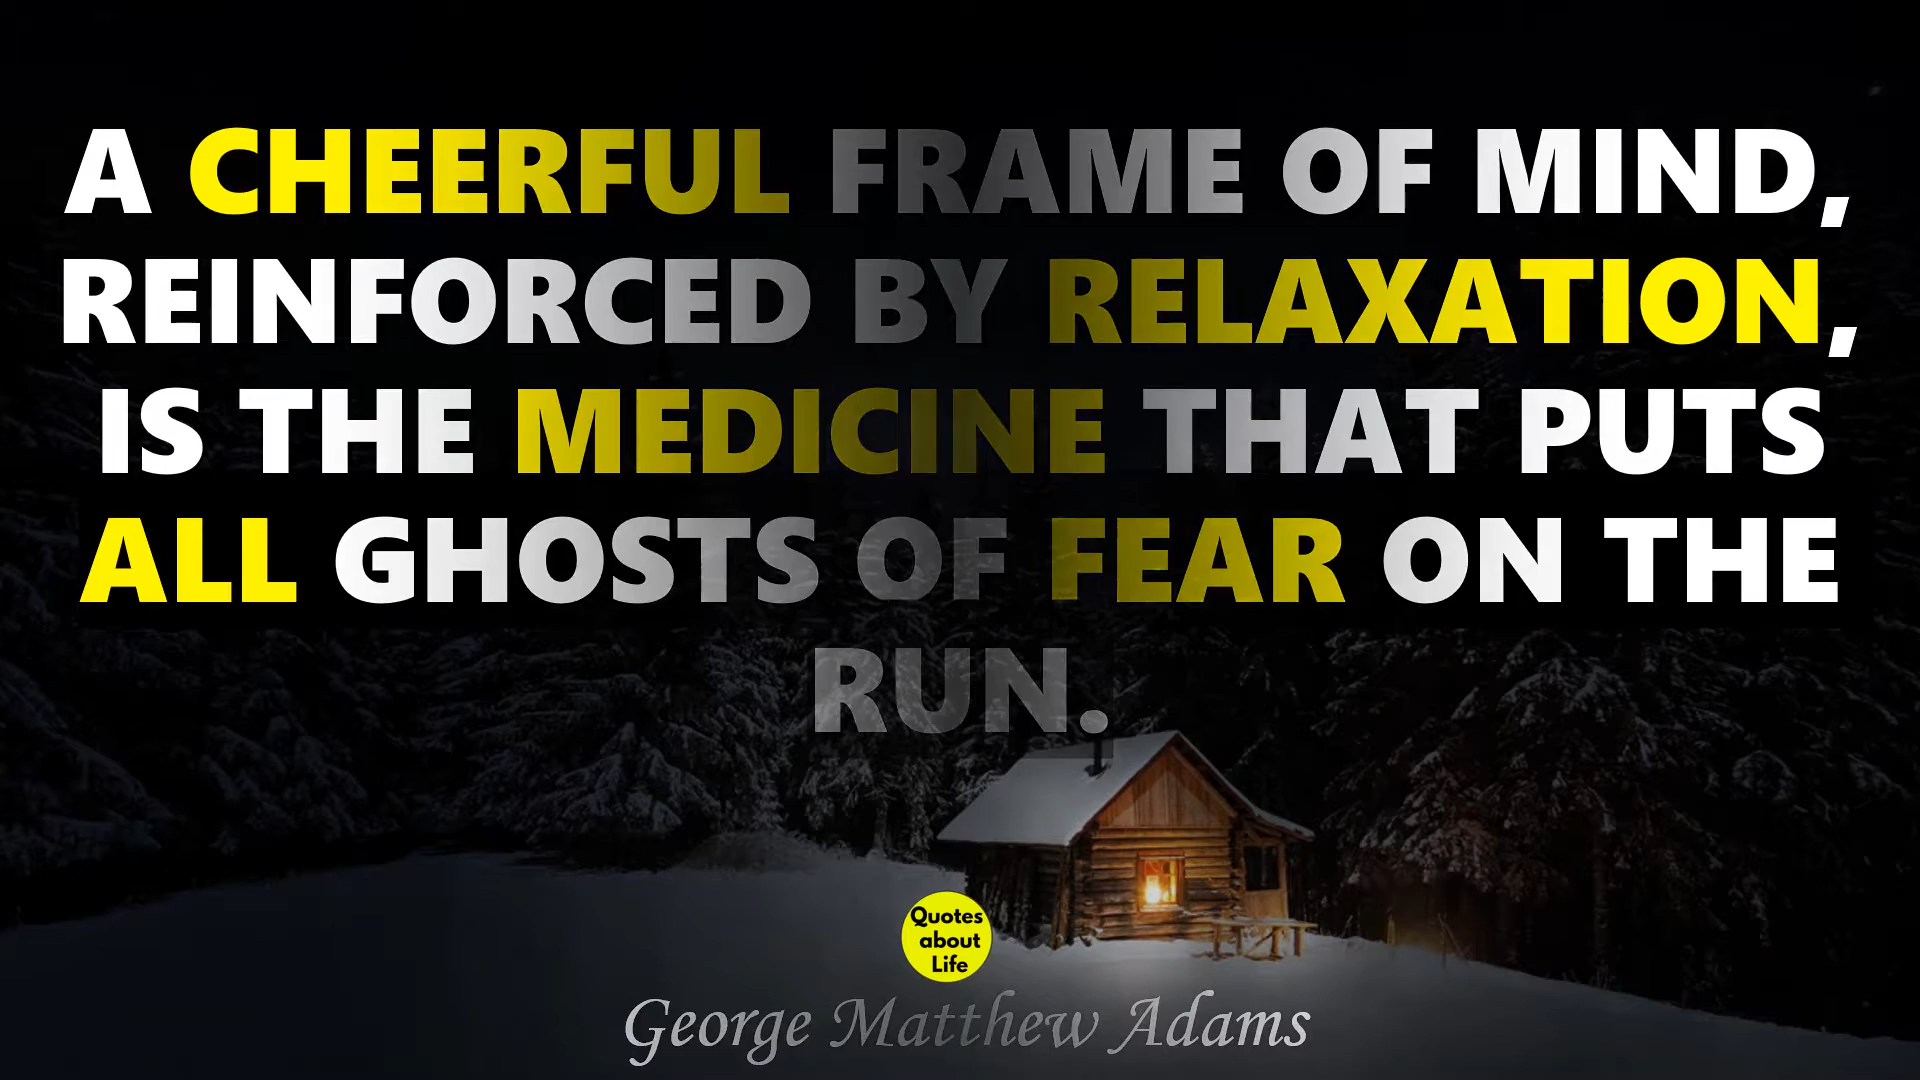 A CHEERFUL FRAME OF MIND,
REINFORCED BY RELAXATION,
IS THE MEDICINE THAT PUTS
ALL GHOSTS OF FEAR ON THE
RUN.
Quotes
about
Life
George Matthew Adams